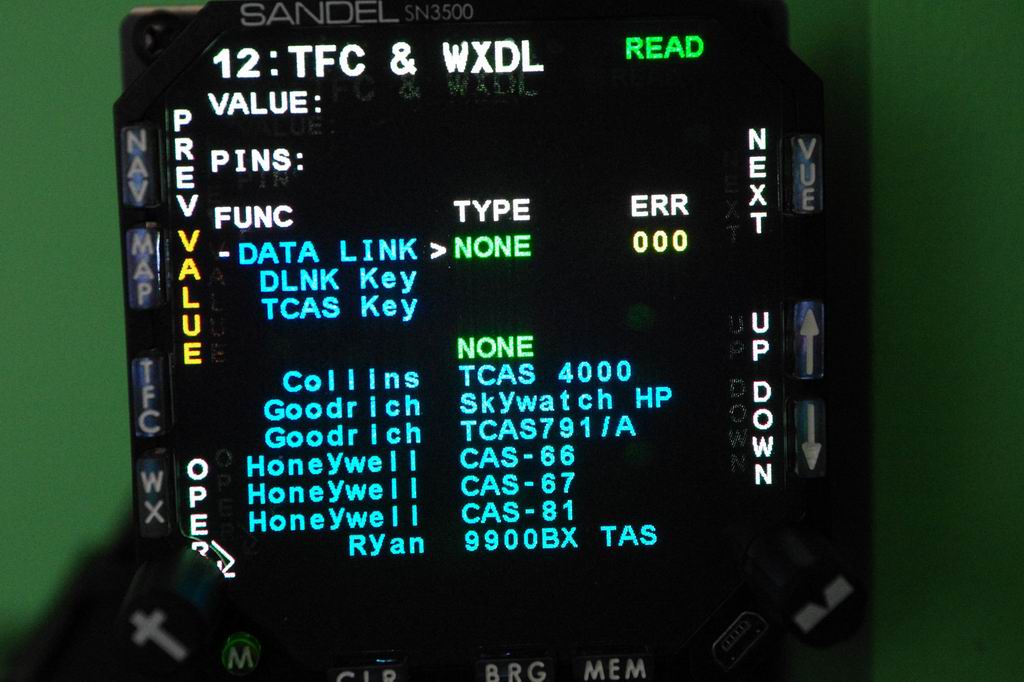 SANDEL SN3500
12:TFC & WXDL READ
VALUE:
PINS:
FUNC TYPE ERR
-DATA LINK >NONE 000
DLNK Key
TCAS Key
NONE
Collins TCAS 4000
Goodrich Skywatch HP
Goodrich TCAS791/A
Honeywell CAS-66
Honeywell CAS-67
Honeywell CAS-81
Ryan 9900BX TAS
PREV VALUE
NEXT
UP DOWN
NAV
MAP
TFC
WX
VUE
M
CLR
BRG
MEM